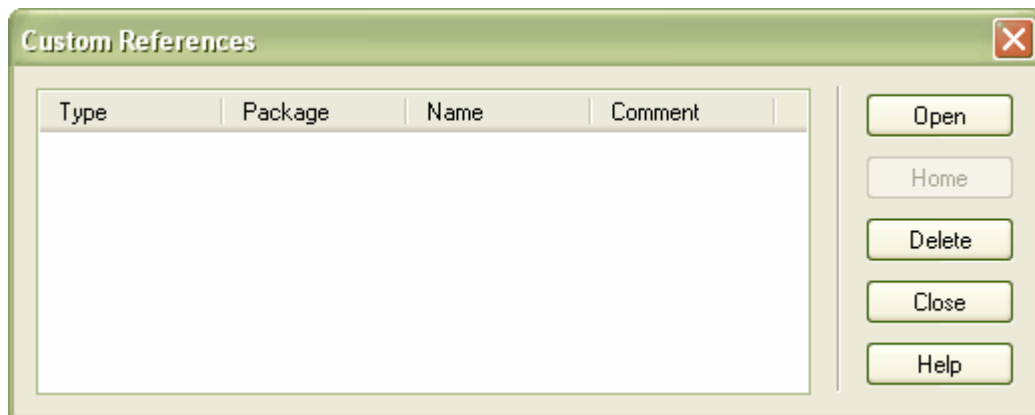 Custom References
Type Package Name Comment
Open
Home
Delete
Close
Help